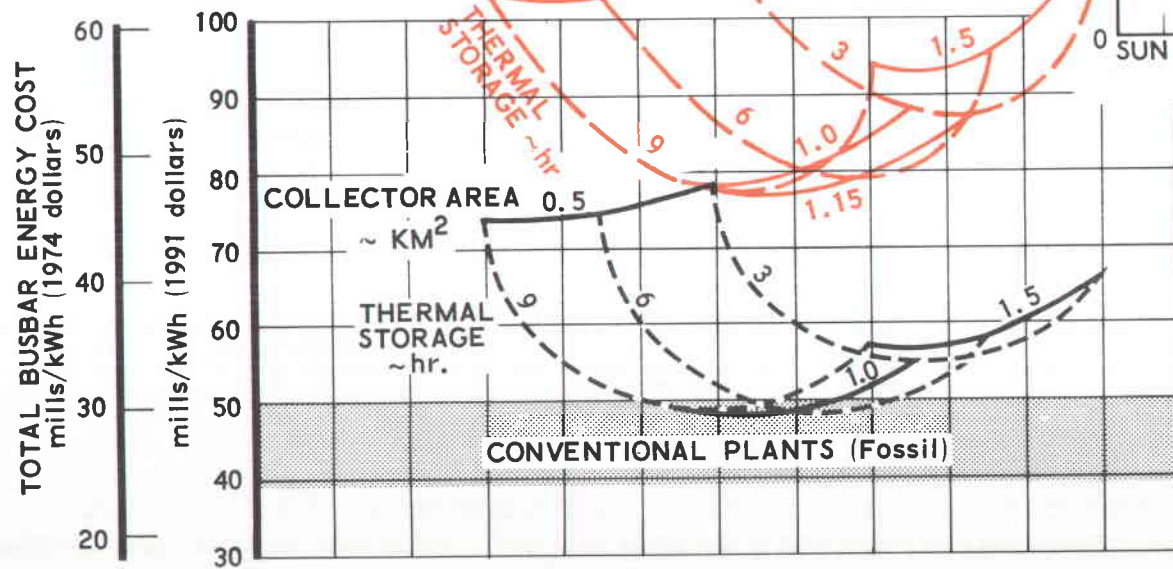 TOTAL BUSBAR ENERGY COST
mills/kWh (1974 dollars)
60
50
40
30
20
mills/kWh (1991 dollars)
100
90
80
70
60
50
40
30
THERMAL
STORAGE ~hr
9
6
3
1.5
1.0
1.15
0
SUN
COLLECTOR AREA 0.5
~ KM²
THERMAL
STORAGE
~hr.
9
6
3
1.5
1.0
CONVENTIONAL PLANTS (Fossil)